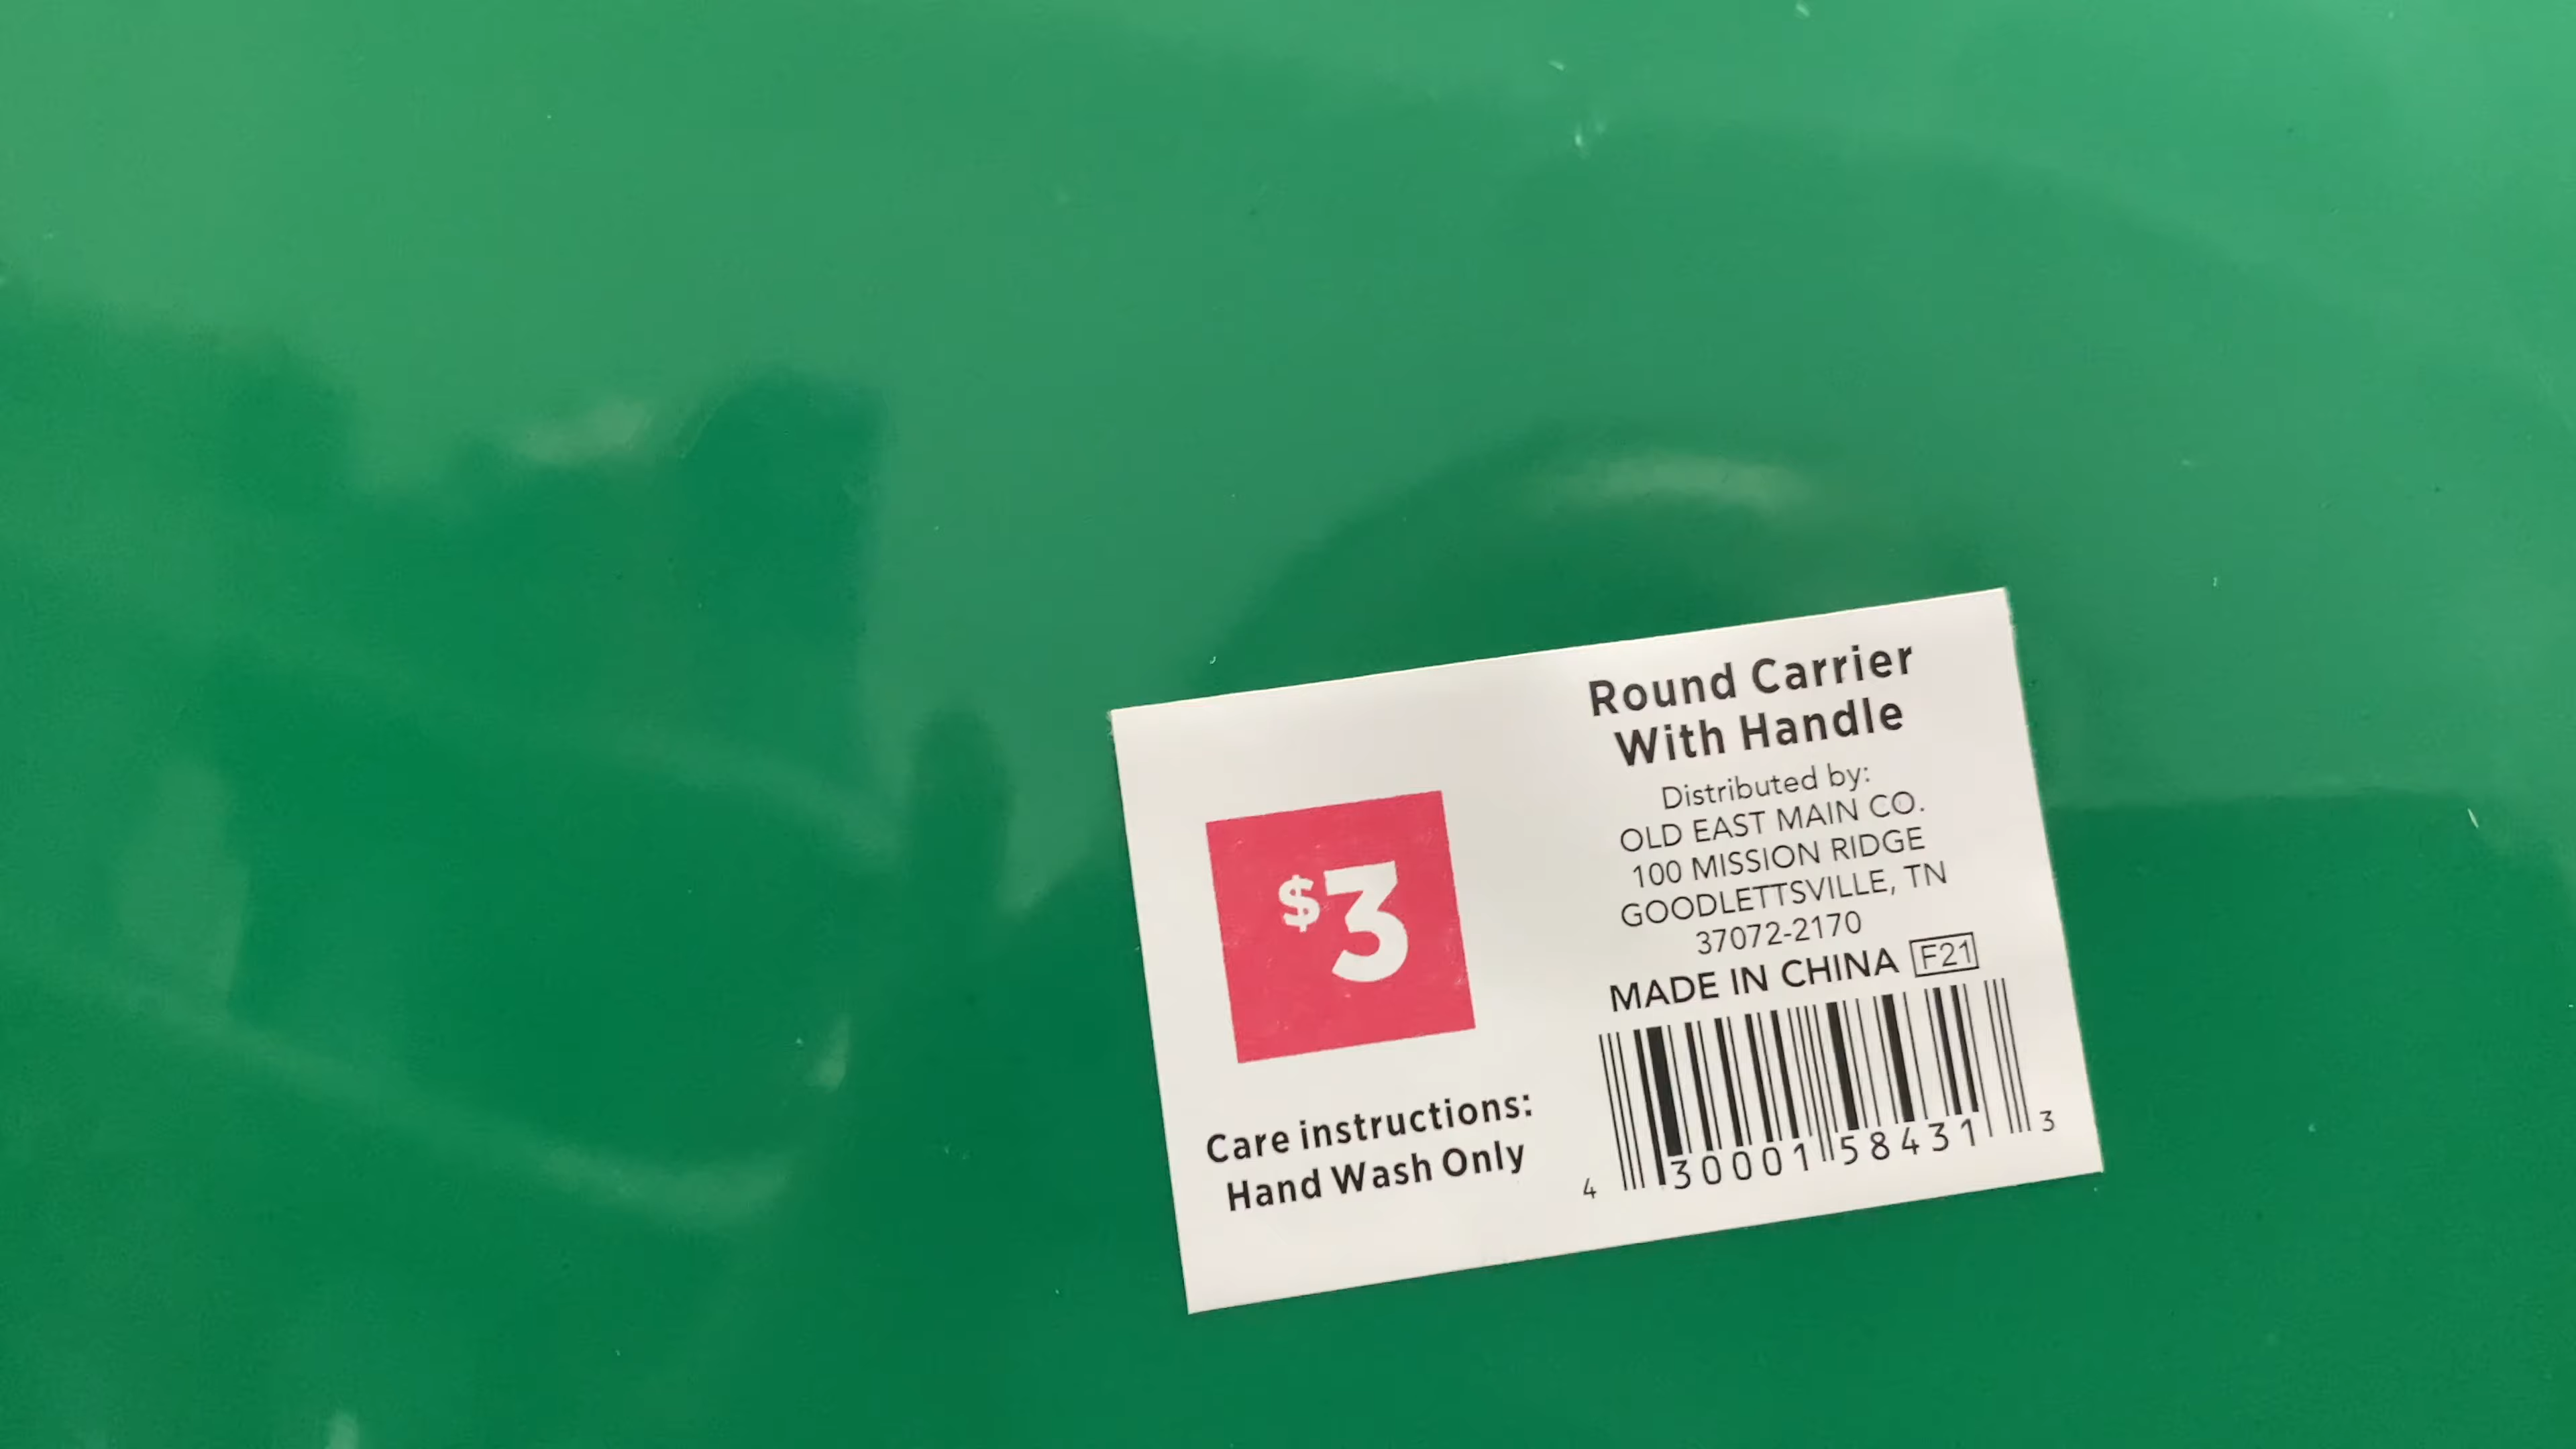 Round Carrier
With Handle
Distributed by:
OLD EAST MAIN CO.
100 MISSION RIDGE
GOODLETTSVILLE, TN
37072-2170
MADE IN CHINA F21
$3
Care instructions:
Hand Wash Only
4 30001 58431 3